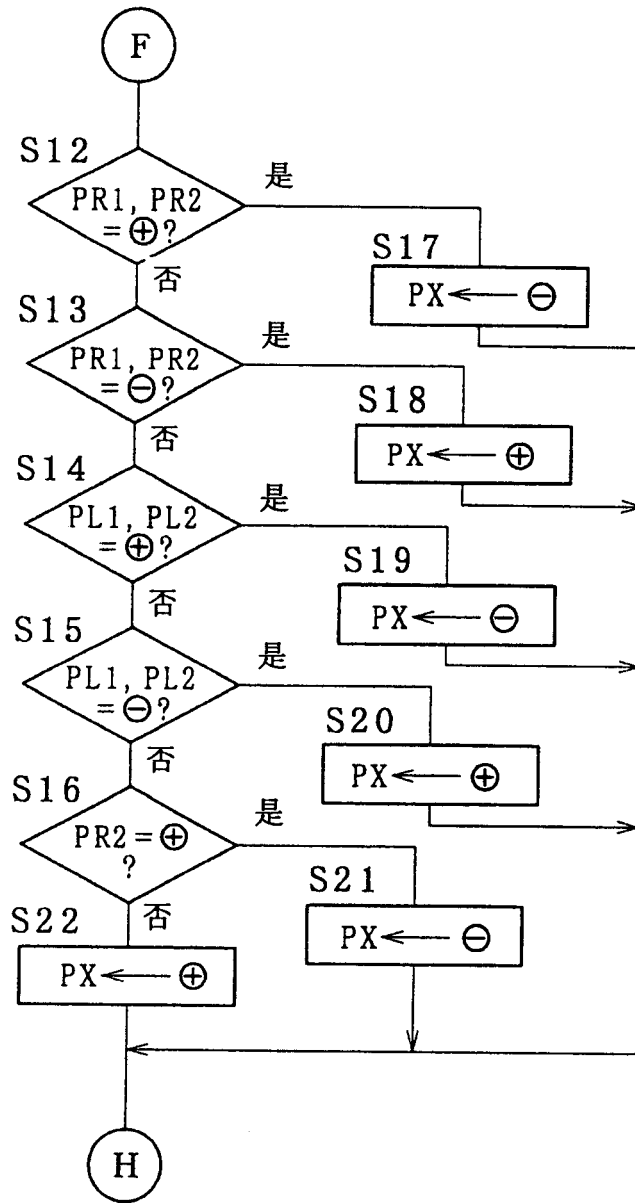 F
S12
是
PR1, PR2
= ⊕ ?
S17
否
PX ← ⊖
S13
是
PR1, PR2
= ⊖ ?
S18
否
PX ← ⊕
S14
是
PL1, PL2
= ⊕ ?
S19
否
PX ← ⊖
S15
是
PL1, PL2
= ⊖ ?
S20
否
PX ← ⊕
S16
是
PR2 = ⊕
?
S21
否
PX ← ⊖
S22
PX ← ⊕
H